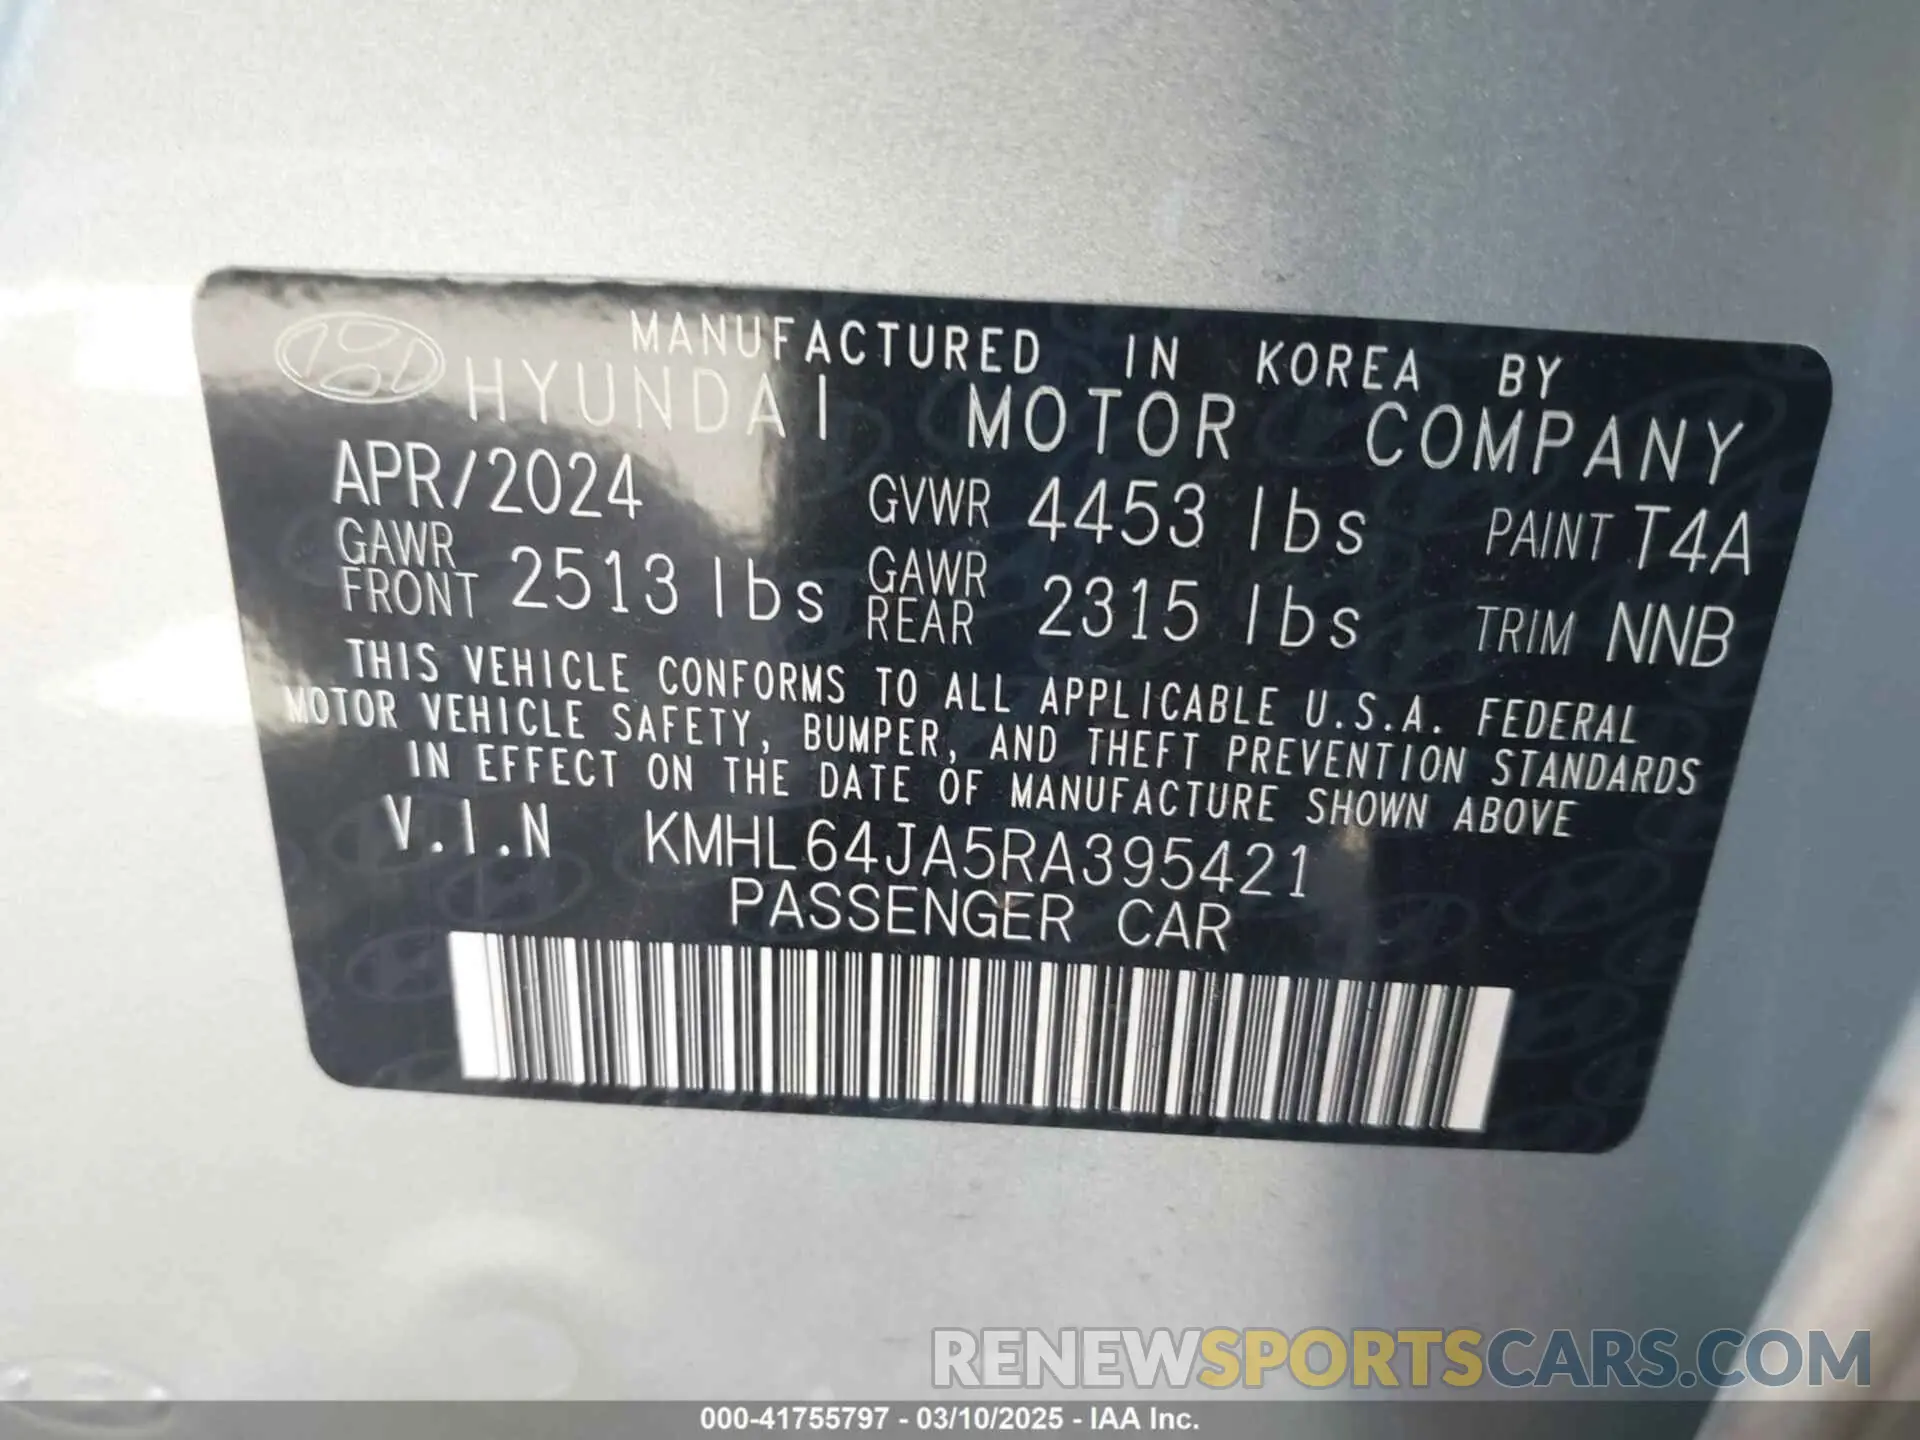 MANUFACTURED IN KOREA BY
HYUNDAI MOTOR COMPANY
APR/2024 GVWR 4453 lbs PAINT T4A
GAWR FRONT 2513 lbs GAWR REAR 2315 lbs TRIM NNB
THIS VEHICLE CONFORMS TO ALL APPLICABLE U.S.A. FEDERAL
MOTOR VEHICLE SAFETY, BUMPER, AND THEFT PREVENTION STANDARDS
IN EFFECT ON THE DATE OF MANUFACTURE SHOWN ABOVE
V.I.N KMHL64JA5RA395421
PASSENGER CAR
RENEWSPORTSCARS.COM
000-41755797 - 03/10/2025 - IAA Inc.